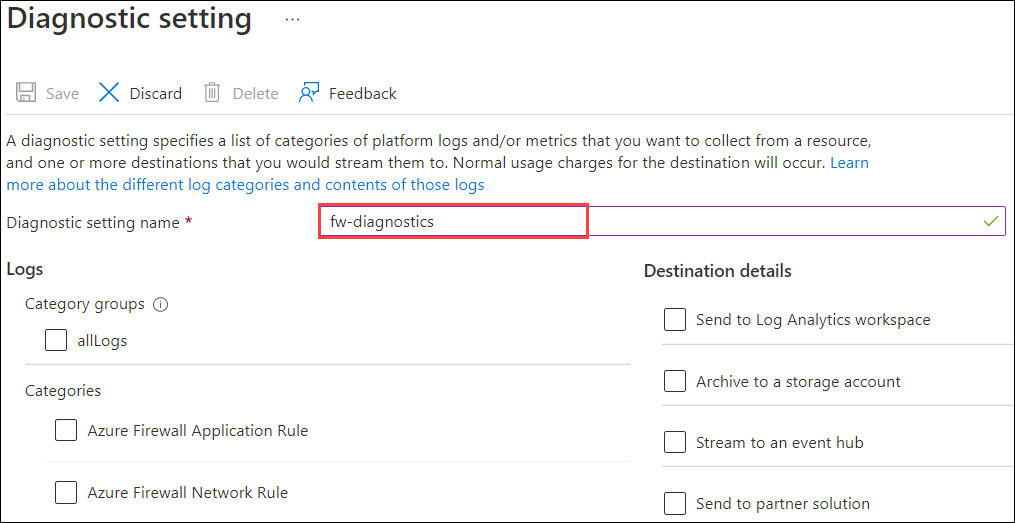 Diagnostic setting ...
Save Discard Delete Feedback
A diagnostic setting specifies a list of categories of platform logs and/or metrics that you want to collect from a resource,
and one or more destinations that you would stream them to. Normal usage charges for the destination will occur. Learn
more about the different log categories and contents of those logs
Diagnostic setting name * fw-diagnostics
Logs
Category groups
allLogs
Categories
Azure Firewall Application Rule
Azure Firewall Network Rule
Destination details
Send to Log Analytics workspace
Archive to a storage account
Stream to an event hub
Send to partner solution